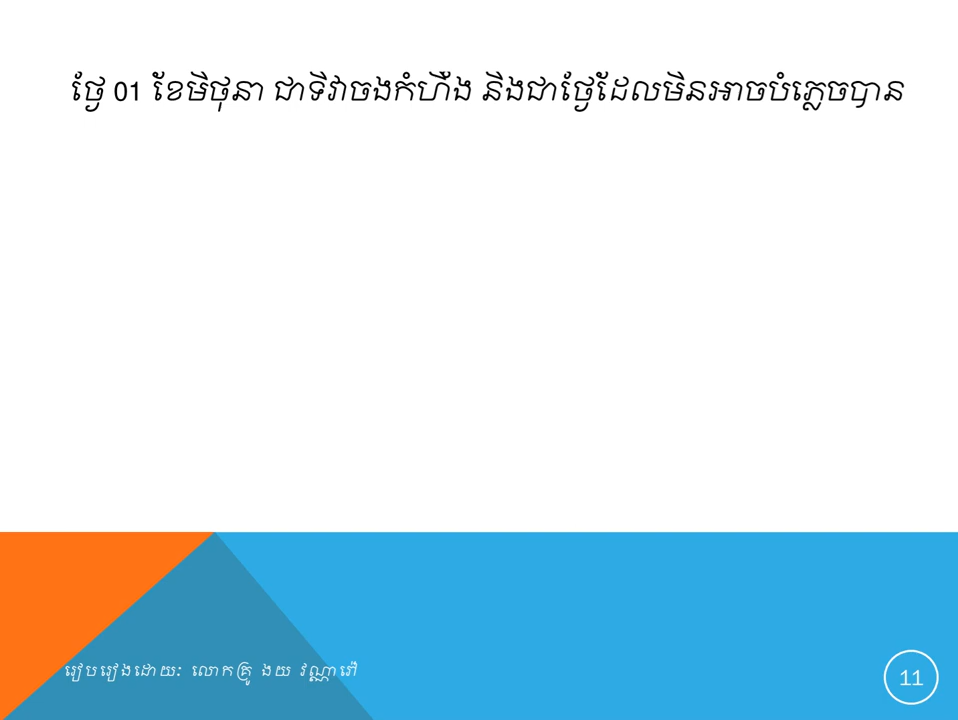 ថ្ងៃ 01 ខែមិថុនា ជាទិវាចងកំហឹង និងជាថ្ងៃដែលមិនអាចបំភ្លេចបាន
រៀបរៀងដោយ: លោកគ្រូ ងយ វណ្ណារៅ
11